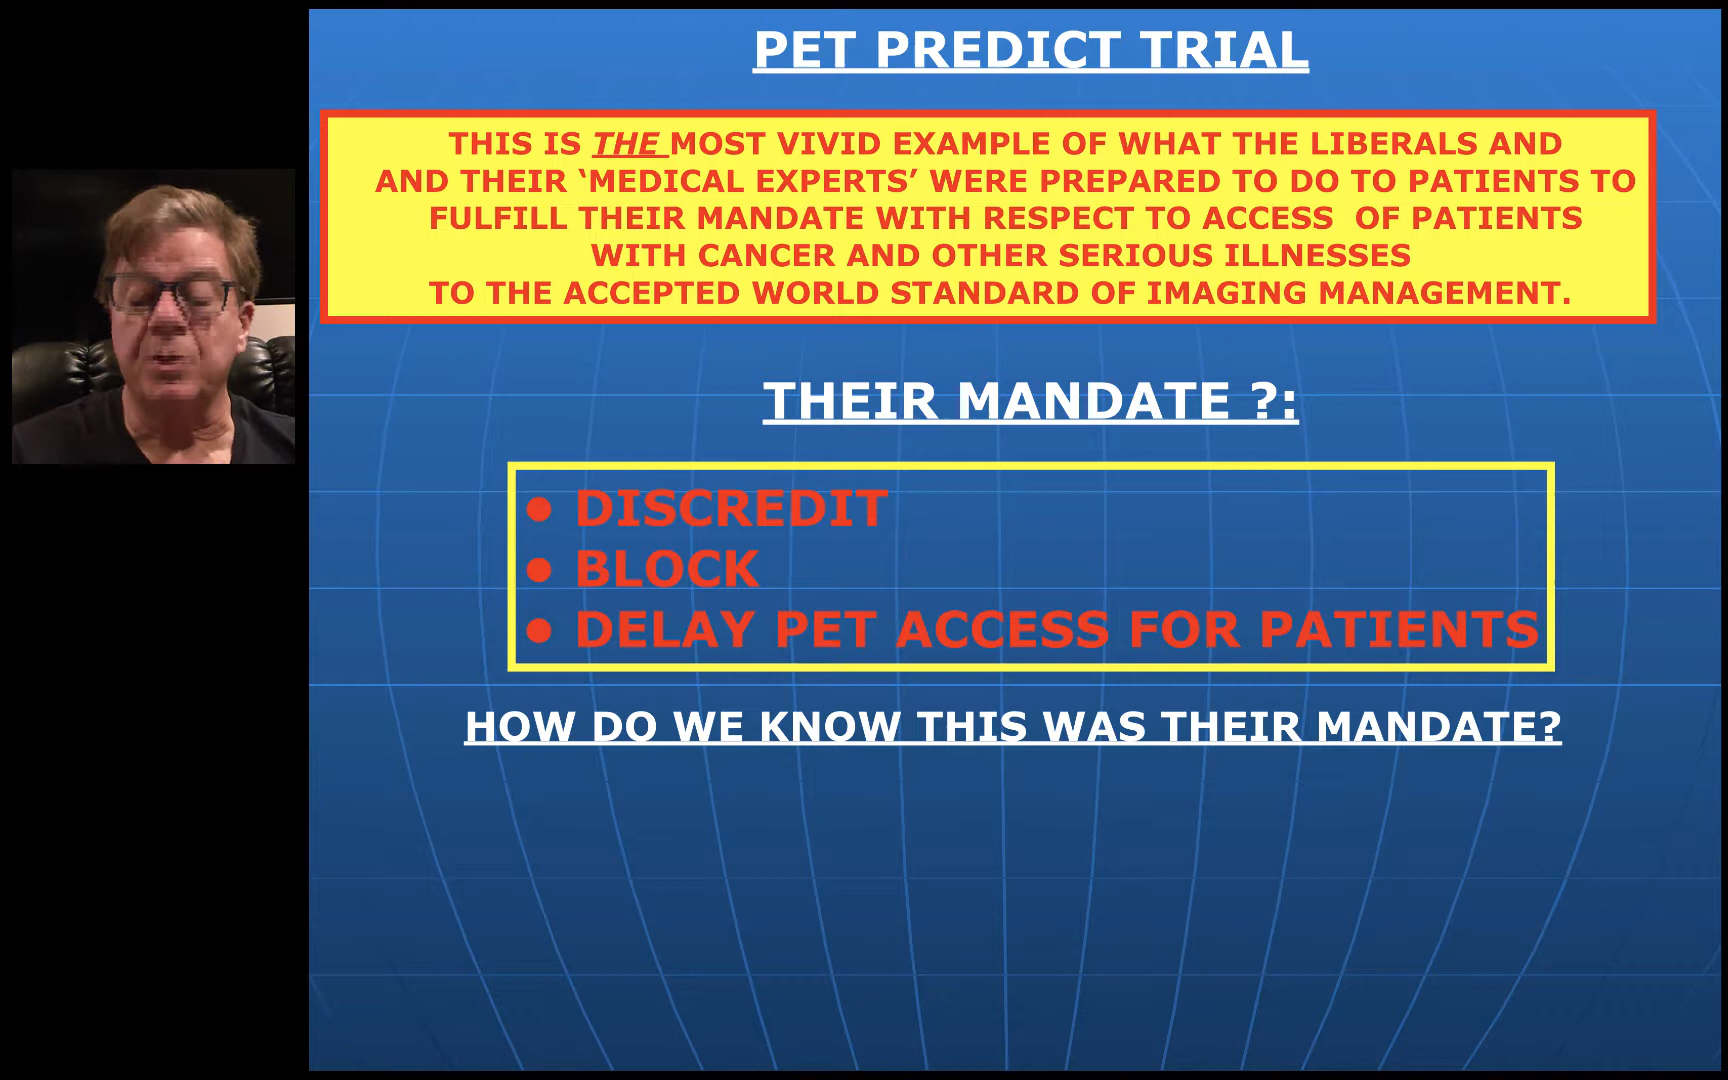 PET PREDICT TRIAL
THIS IS THE MOST VIVID EXAMPLE OF WHAT THE LIBERALS AND
AND THEIR ‘MEDICAL EXPERTS’ WERE PREPARED TO DO TO PATIENTS TO
FULFILL THEIR MANDATE WITH RESPECT TO ACCESS OF PATIENTS
WITH CANCER AND OTHER SERIOUS ILLNESSES
TO THE ACCEPTED WORLD STANDARD OF IMAGING MANAGEMENT.
THEIR MANDATE ?:
• DISCREDIT
• BLOCK
• DELAY PET ACCESS FOR PATIENTS
HOW DO WE KNOW THIS WAS THEIR MANDATE?